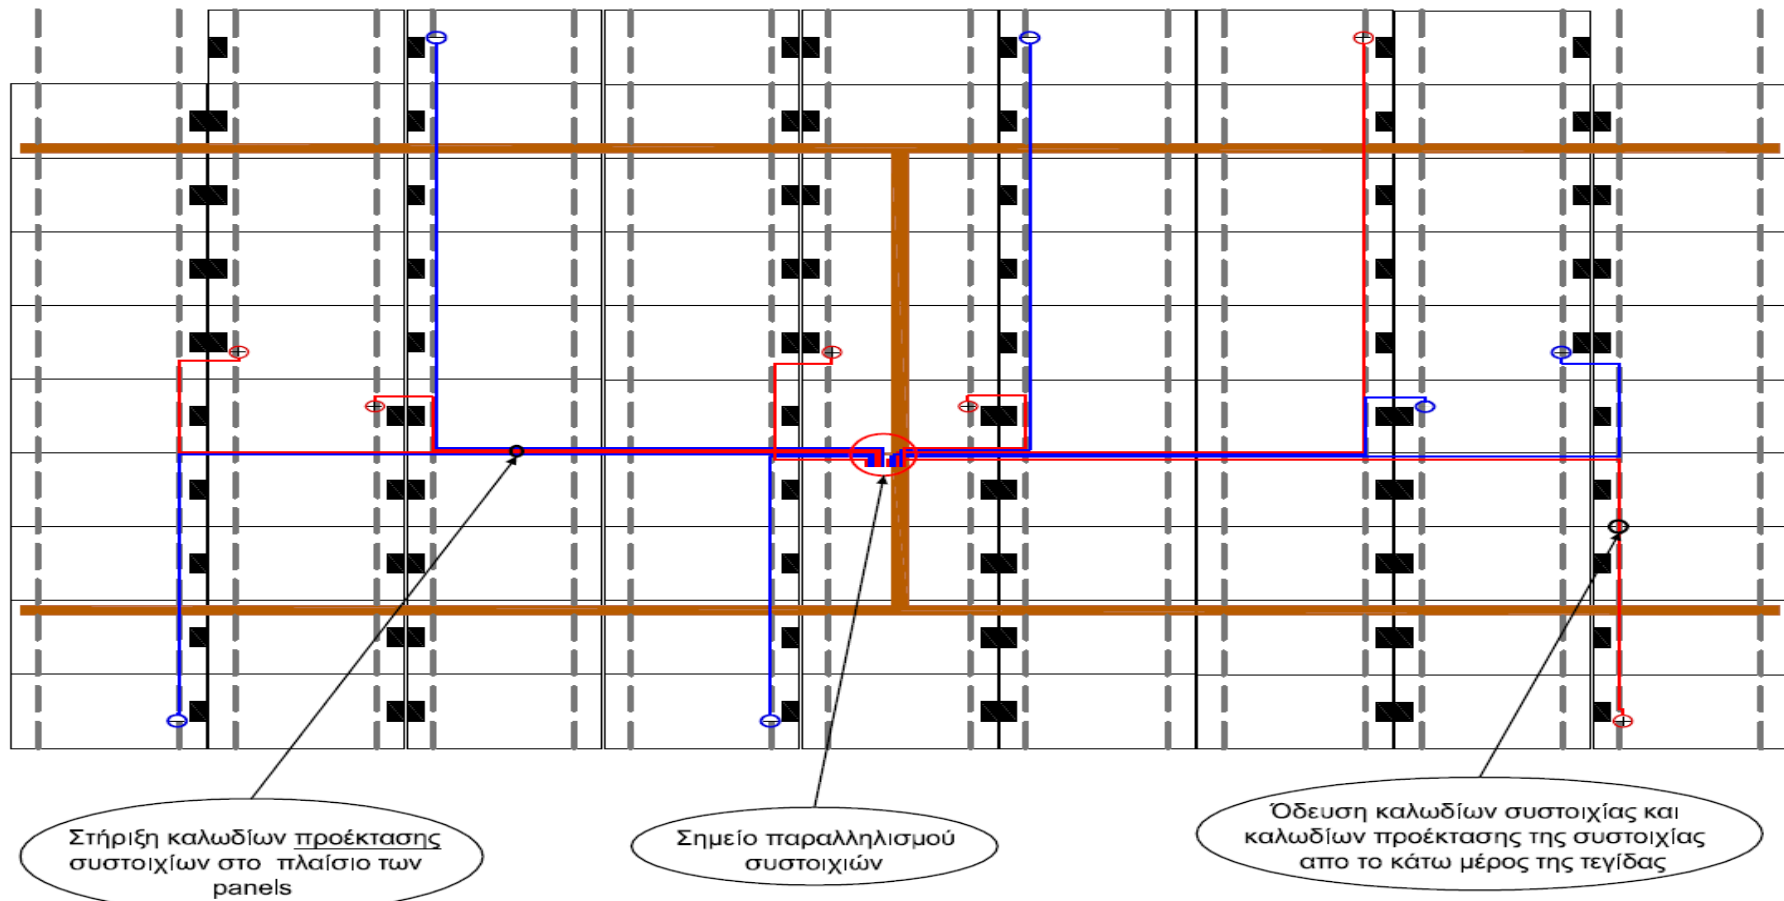 Στήριξη καλωδίων προέκτασης
συστοιχίων στο πλαίσιο των
panels
Σημείο παραλληλισμού
συστοιχιών
Όδευση καλωδίων συστοιχίας και
καλωδίων προέκτασης της συστοιχίας
απο το κάτω μέρος της τεγίδας